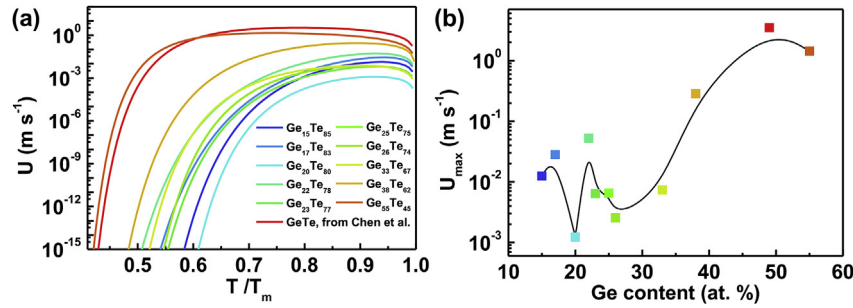 (a)
U (m s⁻¹)
10⁰
10⁻³
10⁻⁶
10⁻⁹
10⁻¹²
10⁻¹⁵
Ge₁₅Te₈₅ Ge₂₅Te₇₅
Ge₁₇Te₈₃ Ge₂₆Te₇₄
Ge₂₀Te₈₀ Ge₃₃Te₆₇
Ge₂₂Te₇₈ Ge₃₈Te₆₂
Ge₂₃Te₇₇ Ge₅₅Te₄₅
GeTe, from Chen et al.
0.5 0.6 0.7 0.8 0.9 1.0
T /Tₘ
(b)
Uₘₐₓ (m s⁻¹)
10⁰
10⁻¹
10⁻²
10⁻³
10 20 30 40 50 60
Ge content (at. %)